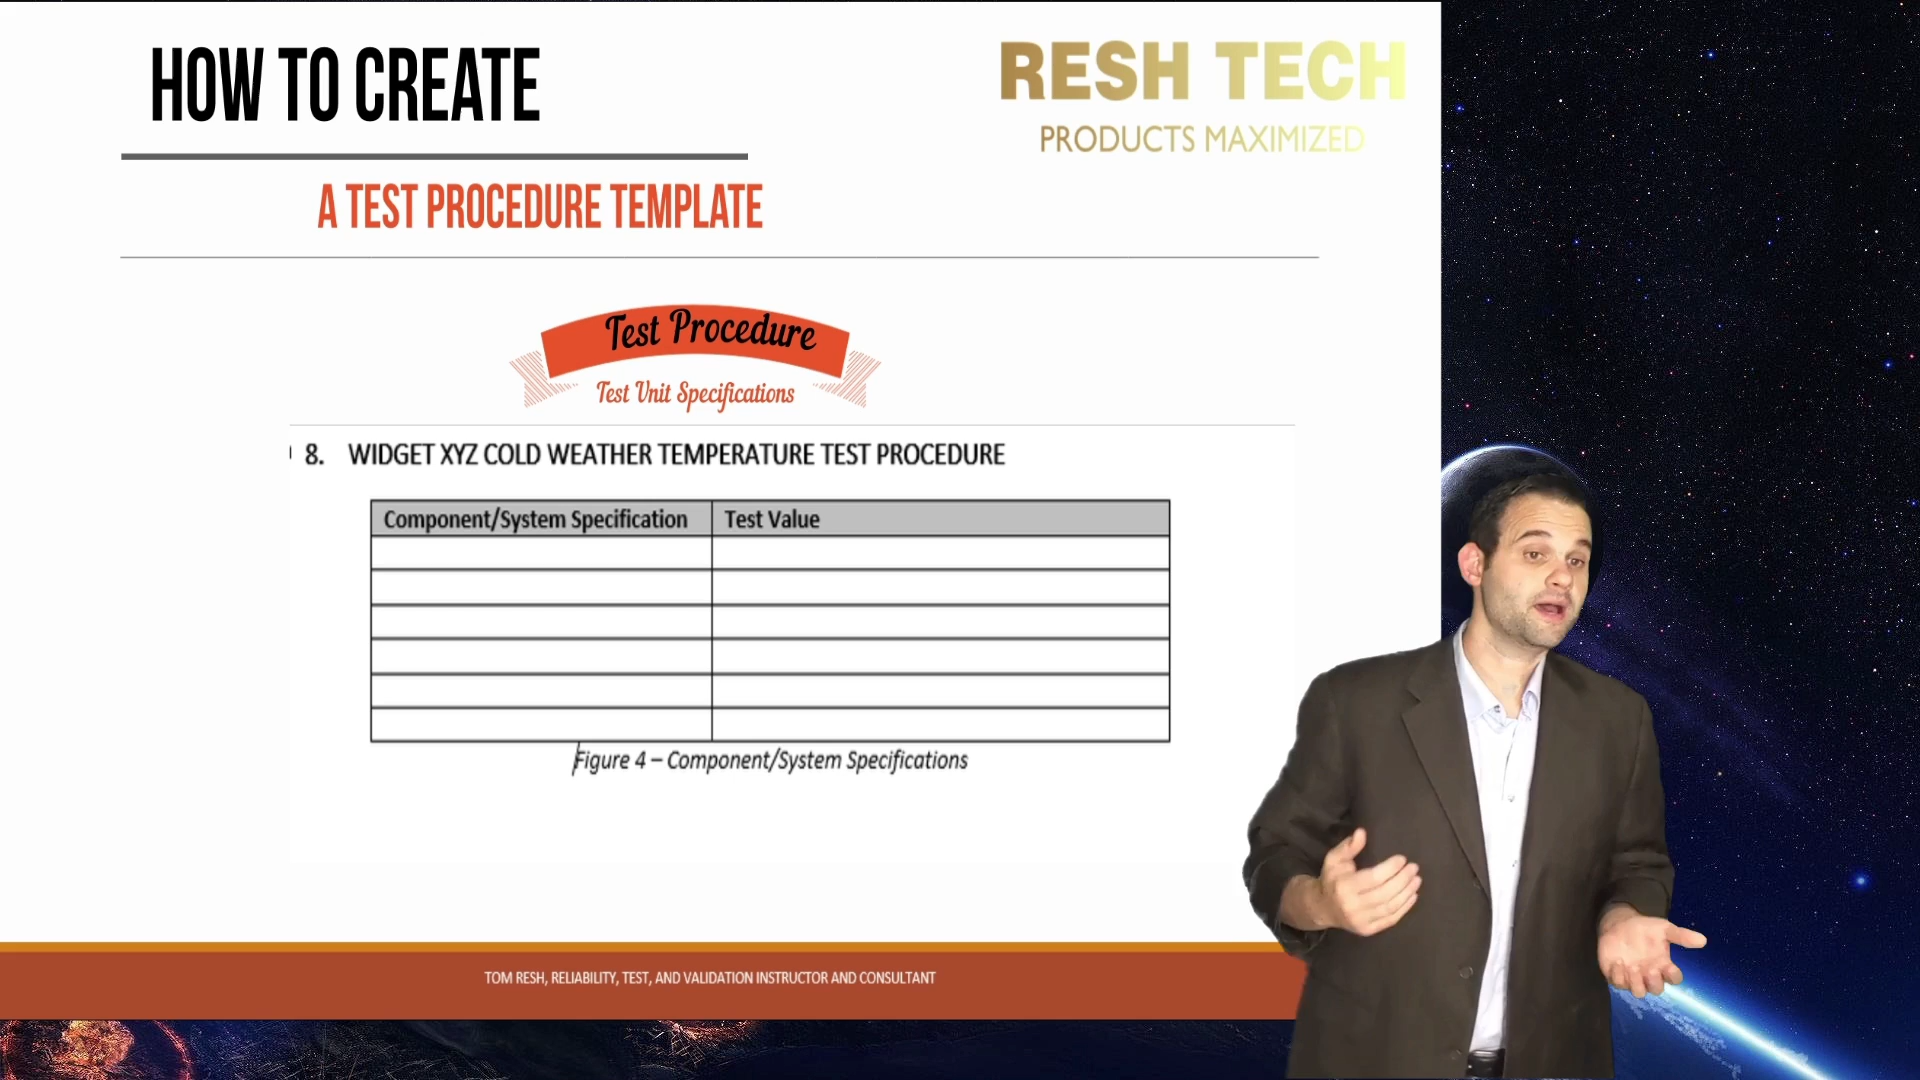 HOW TO CREATE
RESH TECH
PRODUCTS MAXIMIZED
A TEST PROCEDURE TEMPLATE
Test Procedure
Test Unit Specifications
8. WIDGET XYZ COLD WEATHER TEMPERATURE TEST PROCEDURE
Component/System Specification Test Value
Figure 4 – Component/System Specifications
TOM RESH, RELIABILITY, TEST, AND VALIDATION INSTRUCTOR AND CONSULTANT